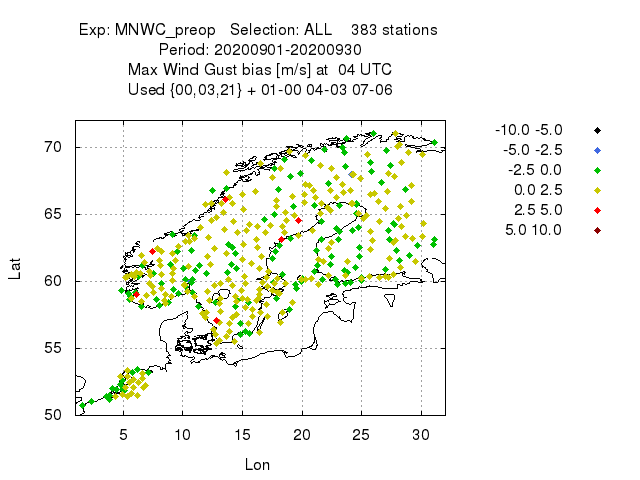 Exp: MNWC_preop   Selection: ALL    383 stations
Period: 20200901-20200930
Max Wind Gust bias [m/s] at  04 UTC
Used {00,03,21} + 01-00 04-03 07-06
-10.0 -5.0
-5.0 -2.5
-2.5 0.0
0.0 2.5
2.5 5.0
5.0 10.0
70
65
60
55
50
Lat
5 10 15 20 25 30
Lon